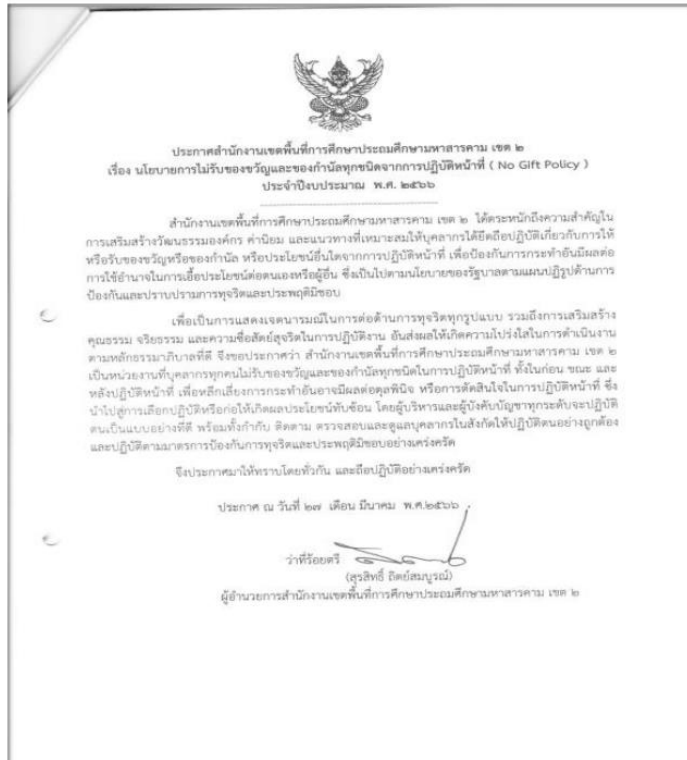 ประกาศสำนักงานเขตพื้นที่การศึกษาประถมศึกษามหาสารคาม เขต ๒
เรื่อง นโยบายการไม่รับของขวัญและของกำนัลทุกชนิดจากการปฏิบัติหน้าที่ ( No Gift Policy )
ประจำปีงบประมาณ พ.ศ. ๒๕๖๖
สำนักงานเขตพื้นที่การศึกษาประถมศึกษามหาสารคาม เขต ๒ ได้ตระหนักถึงความสำคัญใน
การเสริมสร้างวัฒนธรรมองค์กร ค่านิยม และแนวทางที่เหมาะสมให้บุคลากรได้ยึดถือปฏิบัติเกี่ยวกับการให้
หรือรับของขวัญหรือของกำนัล หรือประโยชน์อื่นใดจากการปฏิบัติหน้าที่ เพื่อป้องกันการกระทำอันมีผลต่อ
การใช้อำนาจในการเอื้อประโยชน์ต่อตนเองหรือผู้อื่น ซึ่งเป็นไปตามนโยบายของรัฐบาลตามแผนปฏิรูปด้านการ
ป้องกันและปราบปรามการทุจริตและประพฤติมิชอบ
เพื่อเป็นการแสดงเจตนารมณ์ในการต่อต้านการทุจริตทุกรูปแบบ รวมถึงการเสริมสร้าง
คุณธรรม จริยธรรม และความซื่อสัตย์สุจริตในการปฏิบัติงาน อันส่งผลให้เกิดความโปร่งใสในการดำเนินงาน
ตามหลักธรรมาภิบาลที่ดี จึงขอประกาศว่า สำนักงานเขตพื้นที่การศึกษาประถมศึกษามหาสารคาม เขต ๒
เป็นหน่วยงานที่บุคลากรทุกคนไม่รับของขวัญและของกำนัลทุกชนิดในการปฏิบัติหน้าที่ ทั้งในก่อน ขณะ และ
หลังปฏิบัติหน้าที่ เพื่อหลีกเลี่ยงการกระทำอันอาจมีผลต่อดุลพินิจ หรือการตัดสินใจในการปฏิบัติหน้าที่ ซึ่ง
นำไปสู่การเลือกปฏิบัติหรือก่อให้เกิดผลประโยชน์ทับซ้อน โดยผู้บริหารและผู้บังคับบัญชาทุกระดับจะปฏิบัติ
ตนเป็นแบบอย่างที่ดี พร้อมทั้งกำกับ ติดตาม ตรวจสอบและดูแลบุคลากรในสังกัดให้ปฏิบัติตนอย่างถูกต้อง
และปฏิบัติตามมาตรการป้องกันการทุจริตและประพฤติมิชอบอย่างเคร่งครัด
จึงประกาศมาให้ทราบโดยทั่วกัน และถือปฏิบัติอย่างเคร่งครัด
ประกาศ ณ วันที่ ๒๗ เดือน มีนาคม พ.ศ.๒๕๖๖
ว่าที่ร้อยตรี
(สุรสิทธิ์ ถิตย์สมบูรณ์)
ผู้อำนวยการสำนักงานเขตพื้นที่การศึกษาประถมศึกษามหาสารคาม เขต ๒